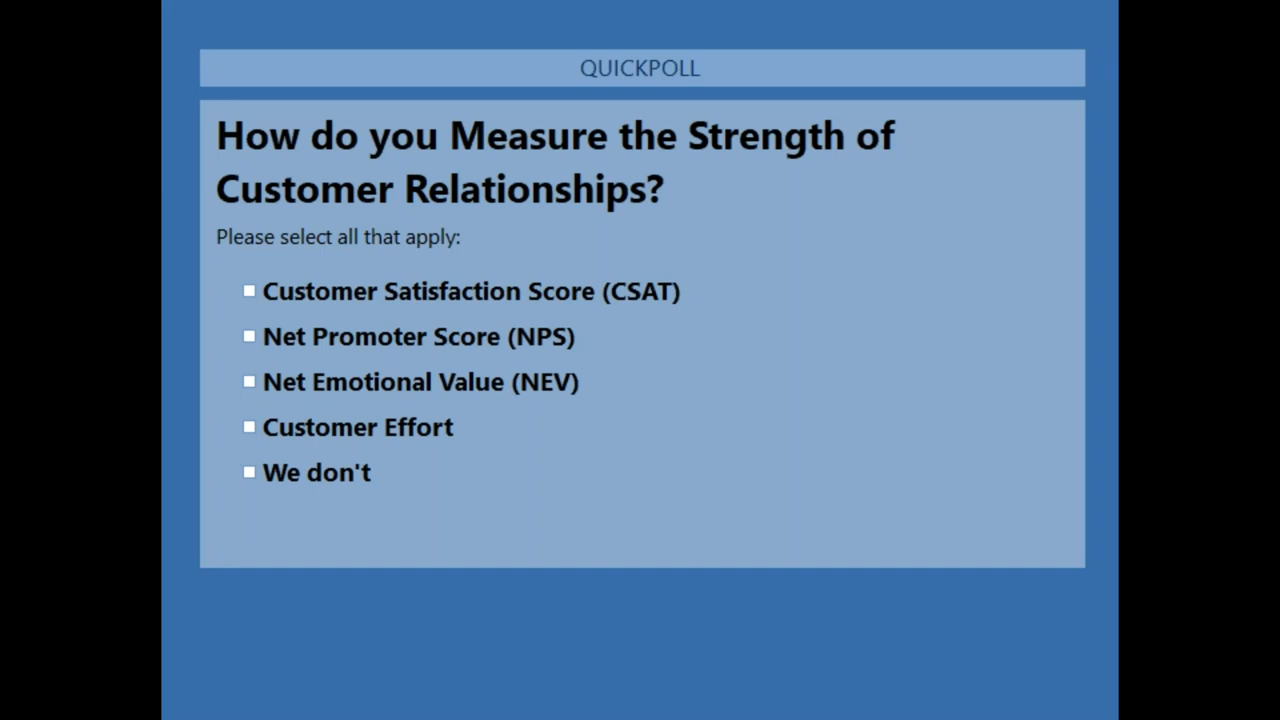 QUICKPOLL
How do you Measure the Strength of
Customer Relationships?
Please select all that apply:
Customer Satisfaction Score (CSAT)
Net Promoter Score (NPS)
Net Emotional Value (NEV)
Customer Effort
We don't